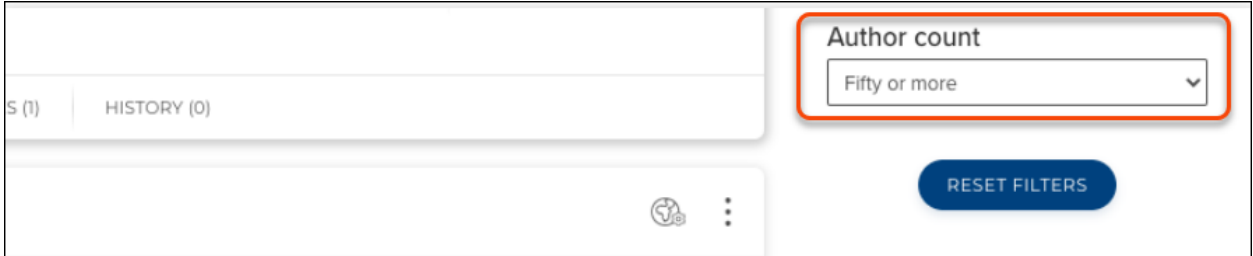 Author count
Fifty or more
S (1) HISTORY (0)
RESET FILTERS